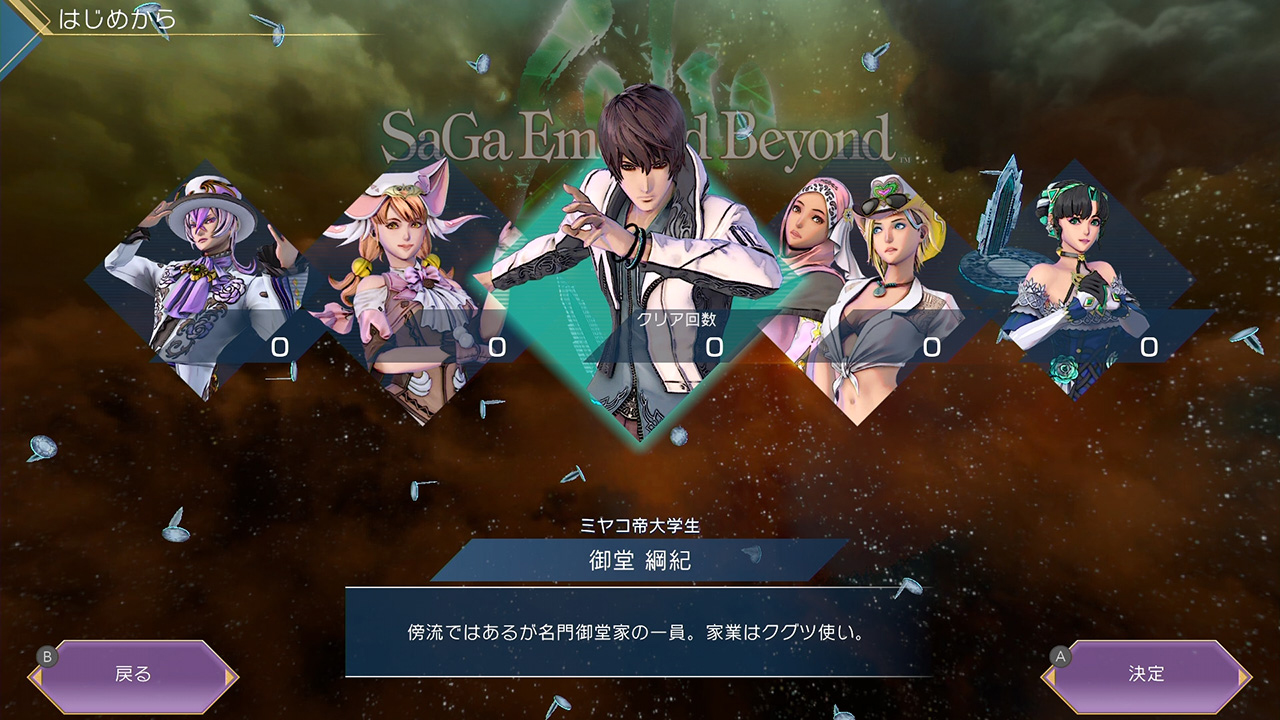 はじめから
SaGa Emerald Beyond™
クリア回数
0 0 0 0 0
ミヤコ帝大学生
御堂 綱紀
傍流ではあるが名門御堂家の一員。家業はクグツ使い。
B 戻る
A 決定